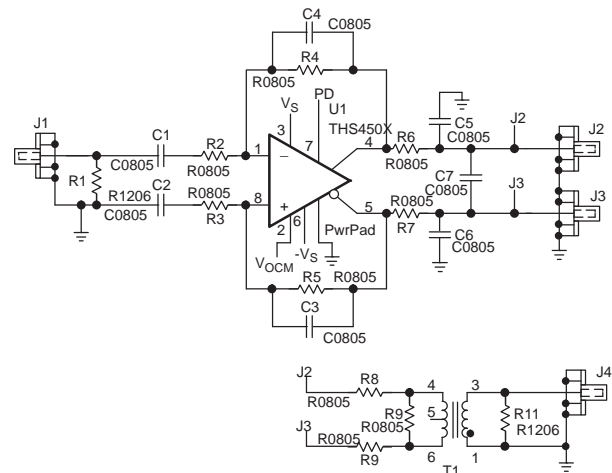 C4
C0805
R0805
R4
PD
U1
THS450X
VS
3
7
4
J1
C1
C0805
R2
R0805
1
R1
R1206
C0805
C2
R0805
R3
8
2
6
VOCM
-VS
PwrPad
5
R6
R0805
C5
C0805
J2
J2
C7
C0805
J3
J3
R0805
R7
C6
C0805
R5
R0805
C3
C0805
J2
R8
R0805
4
3
J4
R9
R0805
5
R11
R1206
J3
R0805
R9
6
1
T1